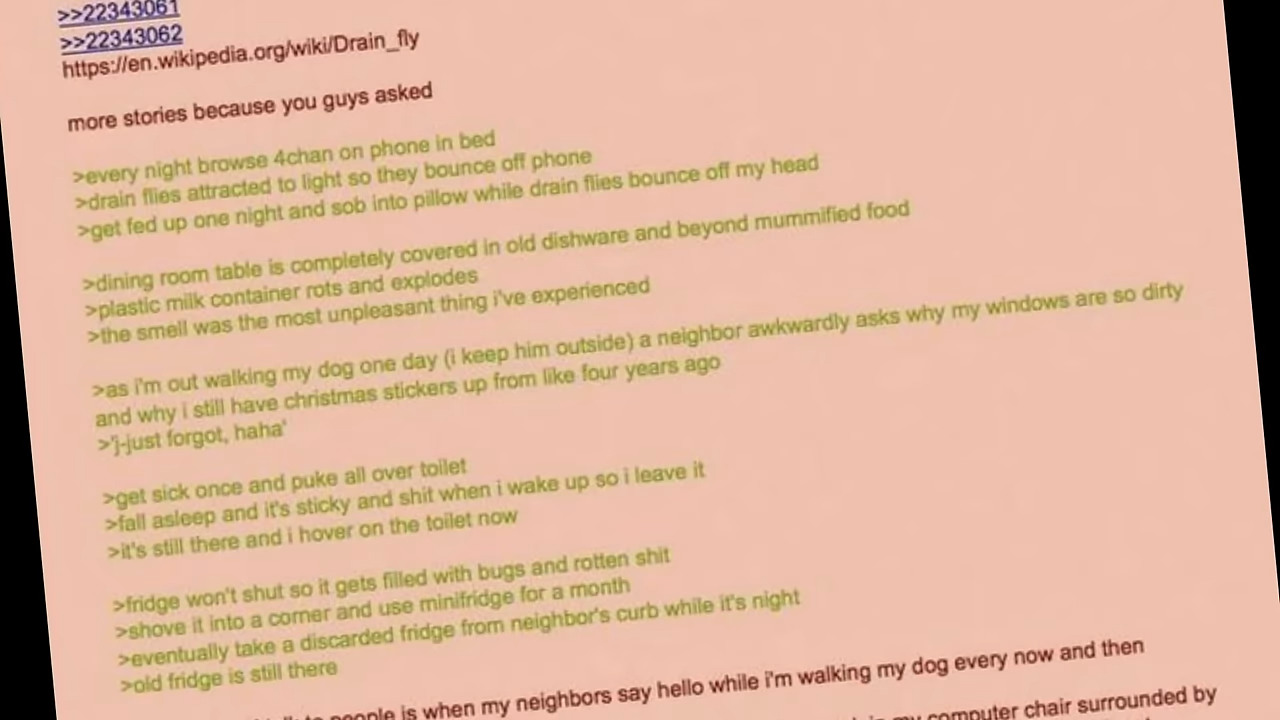 >>22343061
>>22343062
https://en.wikipedia.org/wiki/Drain_fly
more stories because you guys asked
>every night browse 4chan on phone in bed
>drain flies attracted to light so they bounce off phone
>get fed up one night and sob into pillow while drain flies bounce off my head
>dining room table is completely covered in old dishware and beyond mummified food
>plastic milk container rots and explodes
>the smell was the most unpleasant thing i've experienced
>as i'm out walking my dog one day (i keep him outside) a neighbor awkwardly asks why my windows are so dirty
and why i still have christmas stickers up from like four years ago
>'j-just forgot, haha'
>get sick once and puke all over toilet
>fall asleep and it's sticky and shit when i wake up so i leave it
>it's still there and i hover on the toilet now
>fridge won't shut so it gets filled with bugs and rotten shit
>shove it into a corner and use minifridge for a month
>eventually take a discarded fridge from neighbor's curb while it's night
>old fridge is still there
people is when my neighbors say hello while i'm walking my dog every now and then
my computer chair surrounded by